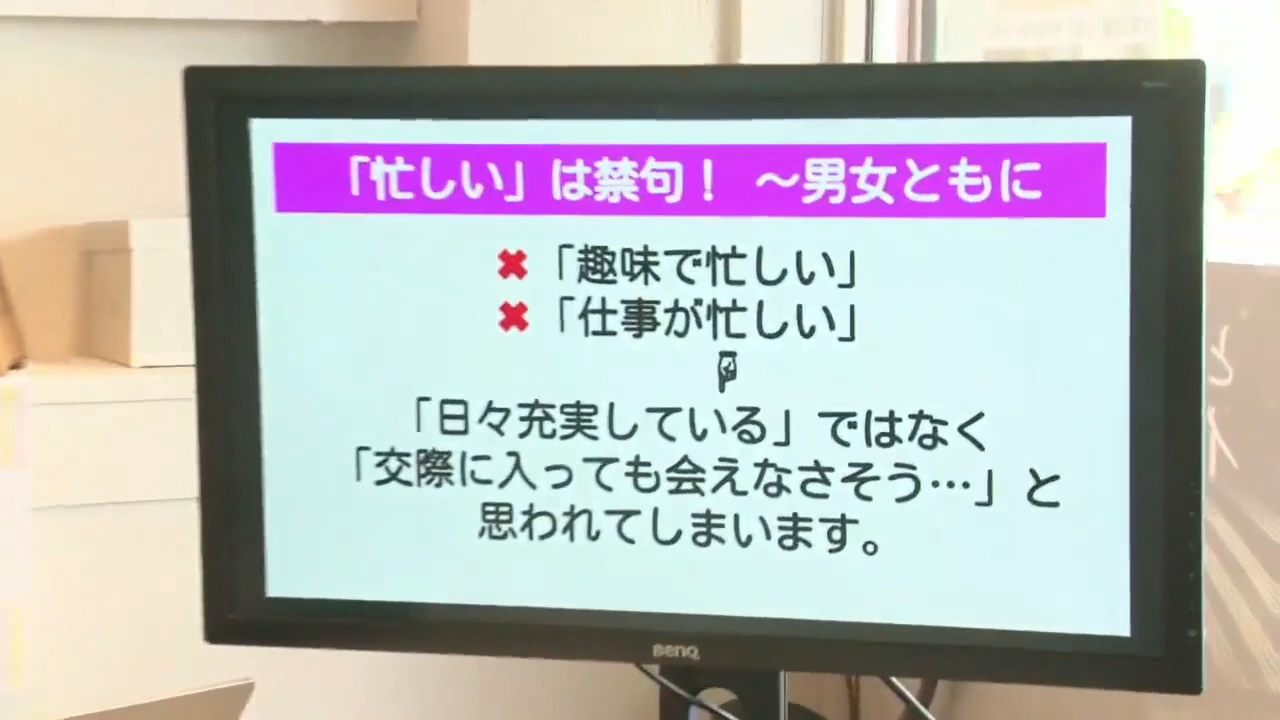 「忙しい」は禁句！ ～男女ともに
✖「趣味で忙しい」
✖「仕事が忙しい」
☟
「日々充実している」ではなく
「交際に入っても会えなさそう…」と
思われてしまいます。
BenQ